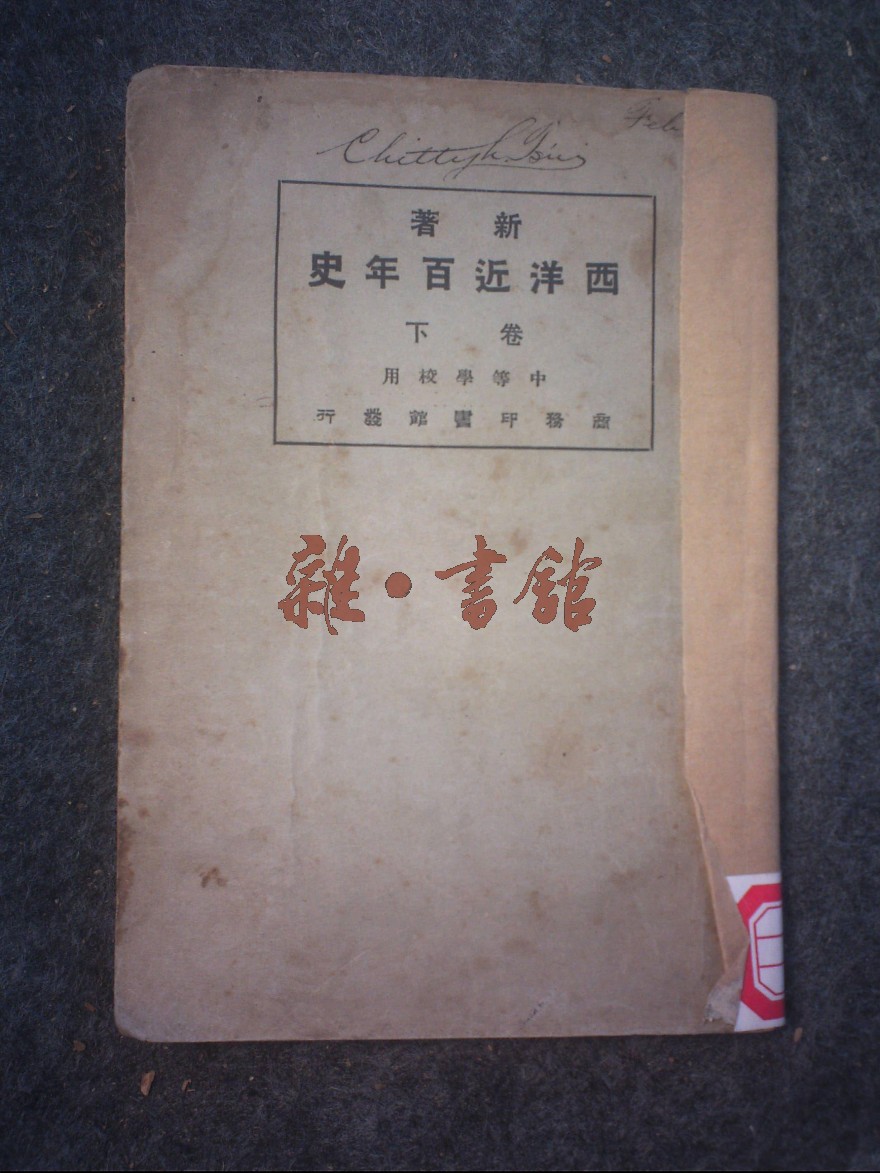 Feb
新著
西洋近百年史
卷下
中等學校用
商務印書館發行
雜·書館